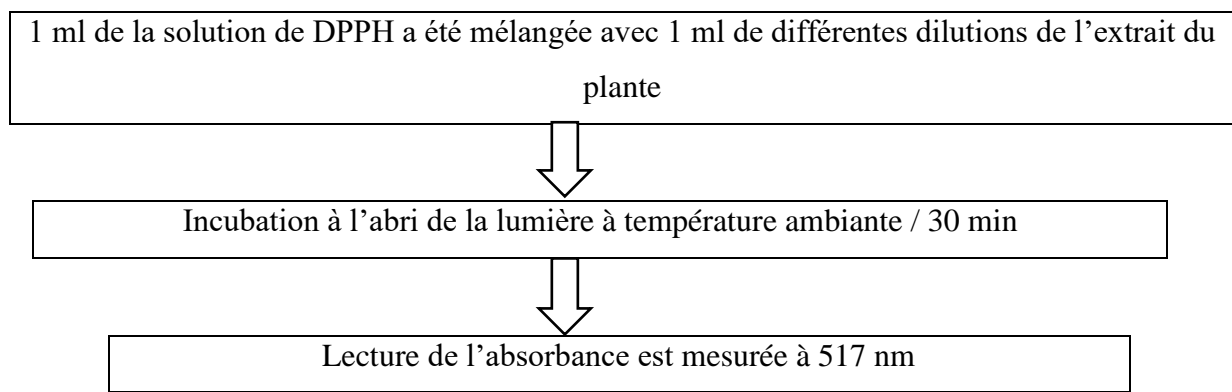 1 ml de la solution de DPPH a été mélangée avec 1 ml de différentes dilutions de l’extrait du
plante
Incubation à l’abri de la lumière à température ambiante / 30 min
Lecture de l’absorbance est mesurée à 517 nm